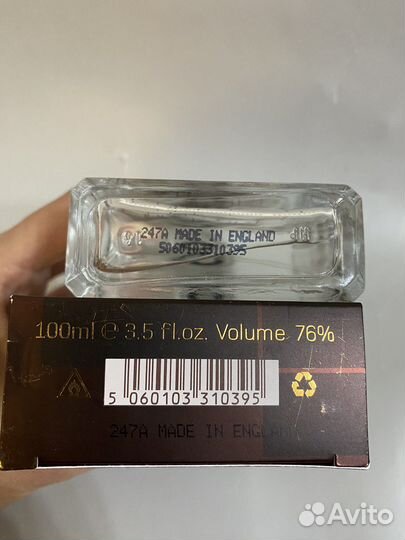 247A MADE IN ENGLAND
5060103310395
100ml e 3.5 fl.oz. Volume 76%
5 060103 310395
247A MADE IN ENGLAND
Avito